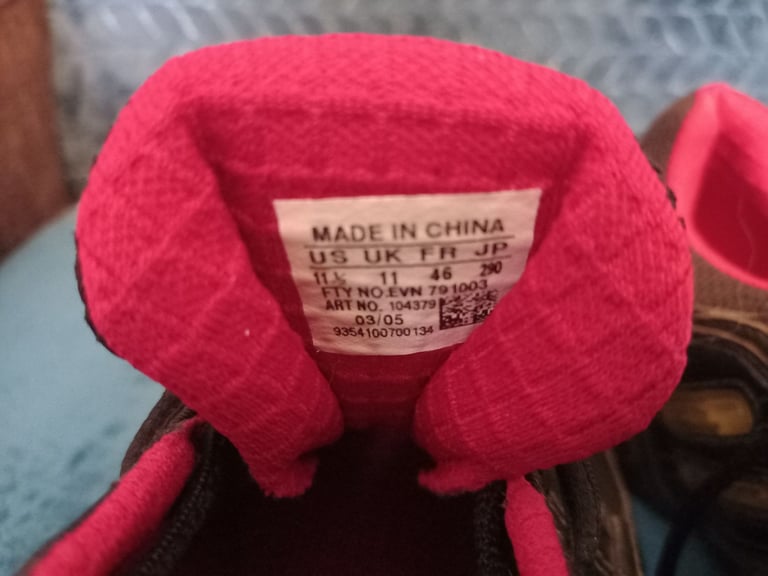 MADE IN CHINA
US UK FR JP
11½ 11 46 290
FTY NO.EVN 791003
ART NO. 104379
03/05
9354100700134